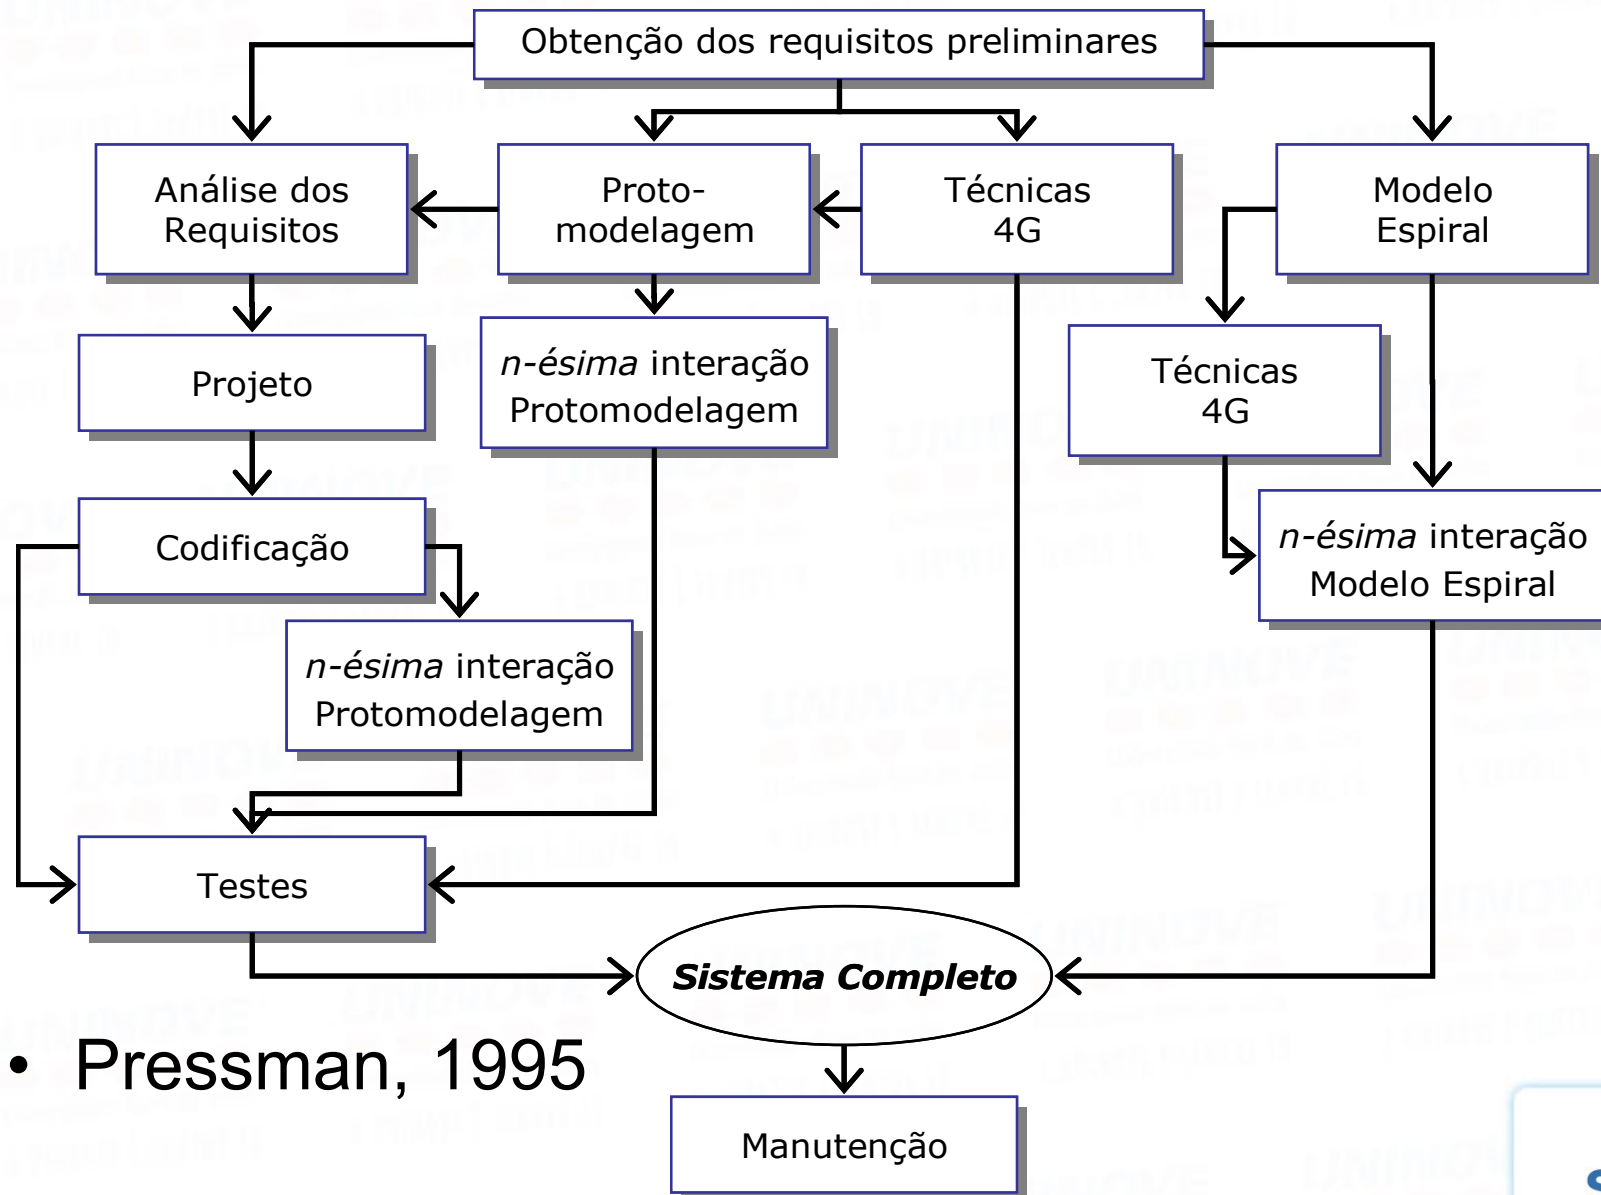 Obtenção dos requisitos preliminares
Análise dos
Requisitos
Proto-
modelagem
Técnicas
4G
Modelo
Espiral
Projeto
n-ésima interação
Protomodelagem
Técnicas
4G
Codificação
n-ésima interação
Modelo Espiral
n-ésima interação
Protomodelagem
Testes
Sistema Completo
• Pressman, 1995
Manutenção